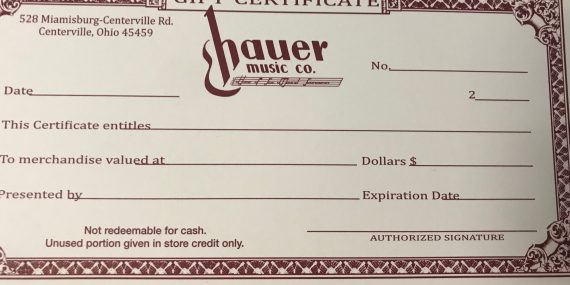 GIFT CERTIFICATE
528 Miamisburg-Centerville Rd.
Centerville, Ohio 45459
hauer
music co.
No.
Date
2
This Certificate entitles
To merchandise valued at
Dollars $
Presented by
Expiration Date
Not redeemable for cash.
Unused portion given in store credit only.
AUTHORIZED SIGNATURE